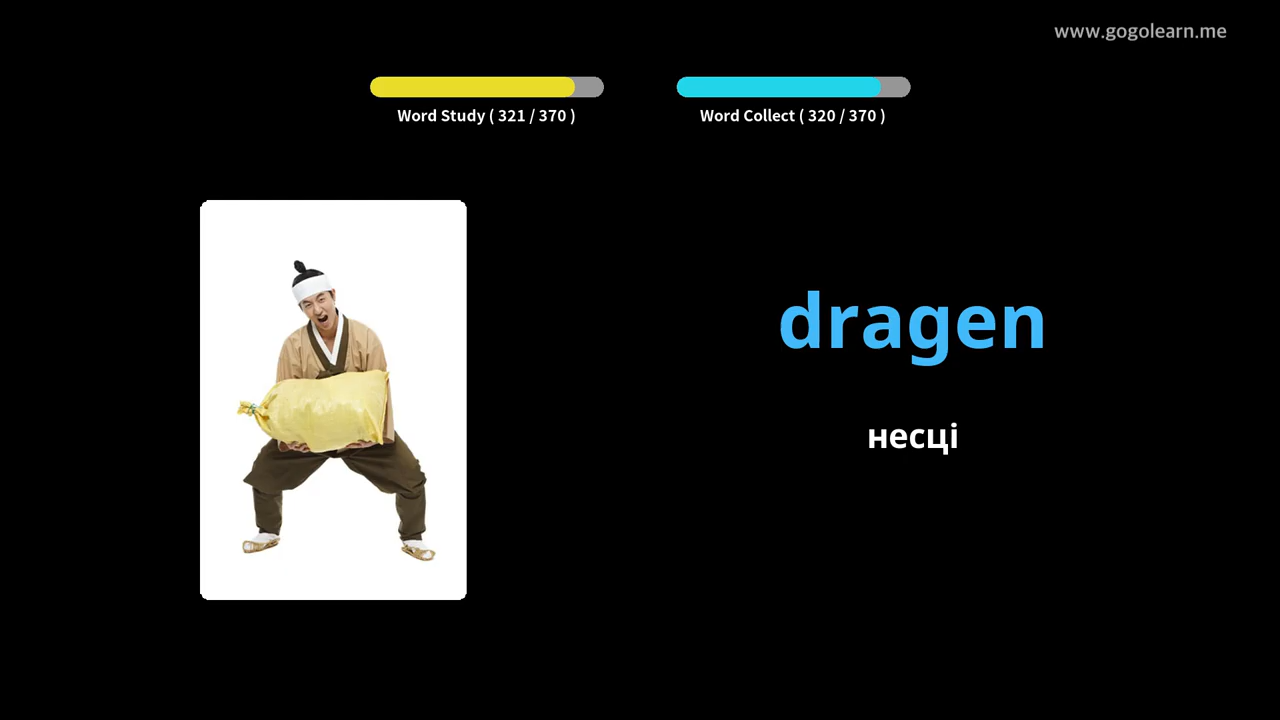 www.gogolearn.me
Word Study ( 321 / 370 )
Word Collect ( 320 / 370 )
dragen
несці